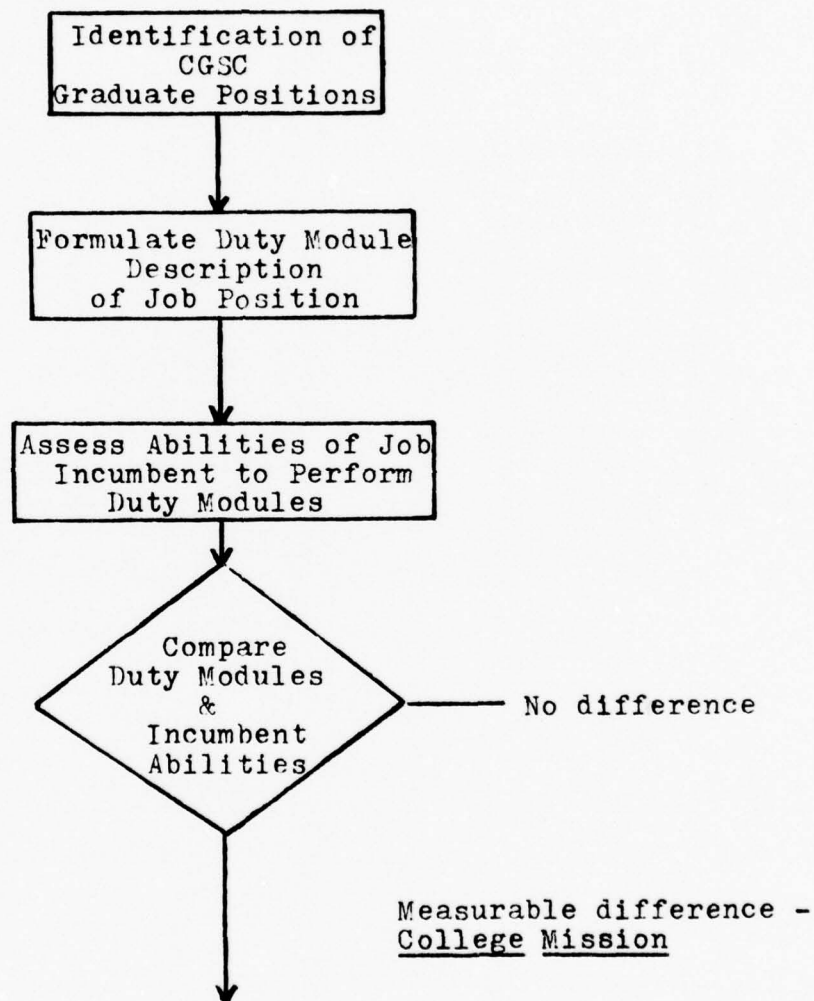 Identification of
CGSC
Graduate Positions
Formulate Duty Module
Description
of Job Position
Assess Abilities of Job
Incumbent to Perform
Duty Modules
Compare
Duty Modules
&
Incumbent
Abilities
No difference
Measurable difference -
College Mission